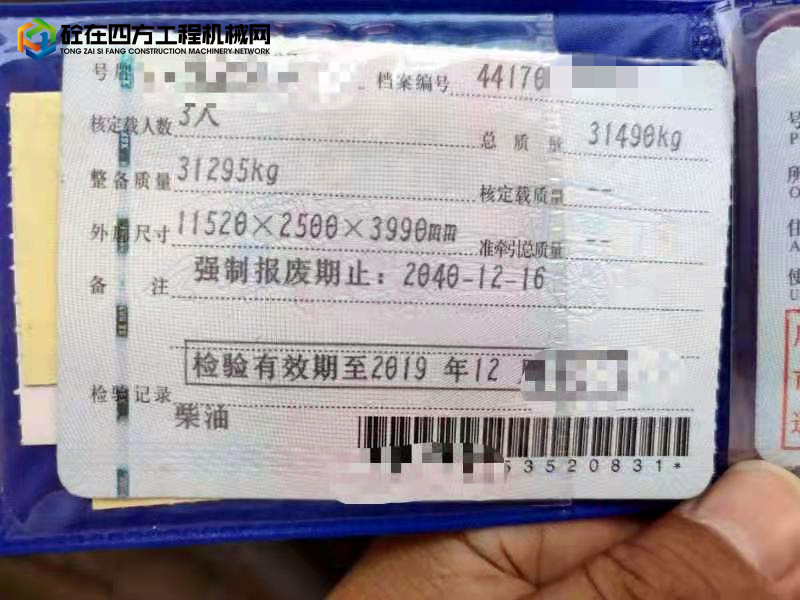 砼在四方工程机械网
TONG ZAI SI FANG CONSTRUCTION MACHINERY NETWORK
号牌 档案编号 44170
核定载人数 3人 总质量 31490kg
整备质量 31295kg 核定载质量 --
外廓尺寸 11520×2500×3990mm 准牵引总质量 --
备注 强制报废期止：2040-12-16
检验有效期至2019 年12
检验记录
柴油
53520831*